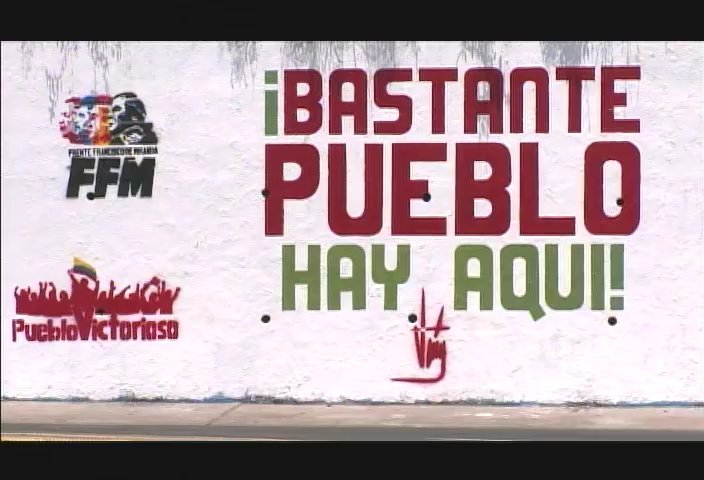 ¡BASTANTE
PUEBLO
HAY AQUI!
FRENTE FRANCISCO DE MIRANDA
FFM
PuebloVictorioso